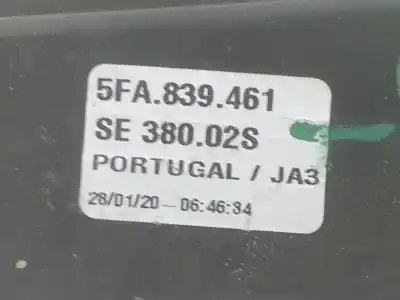 5FA.839.461
SE 380.02S
PORTUGAL / JA3
28/01/20 - 06:46:34